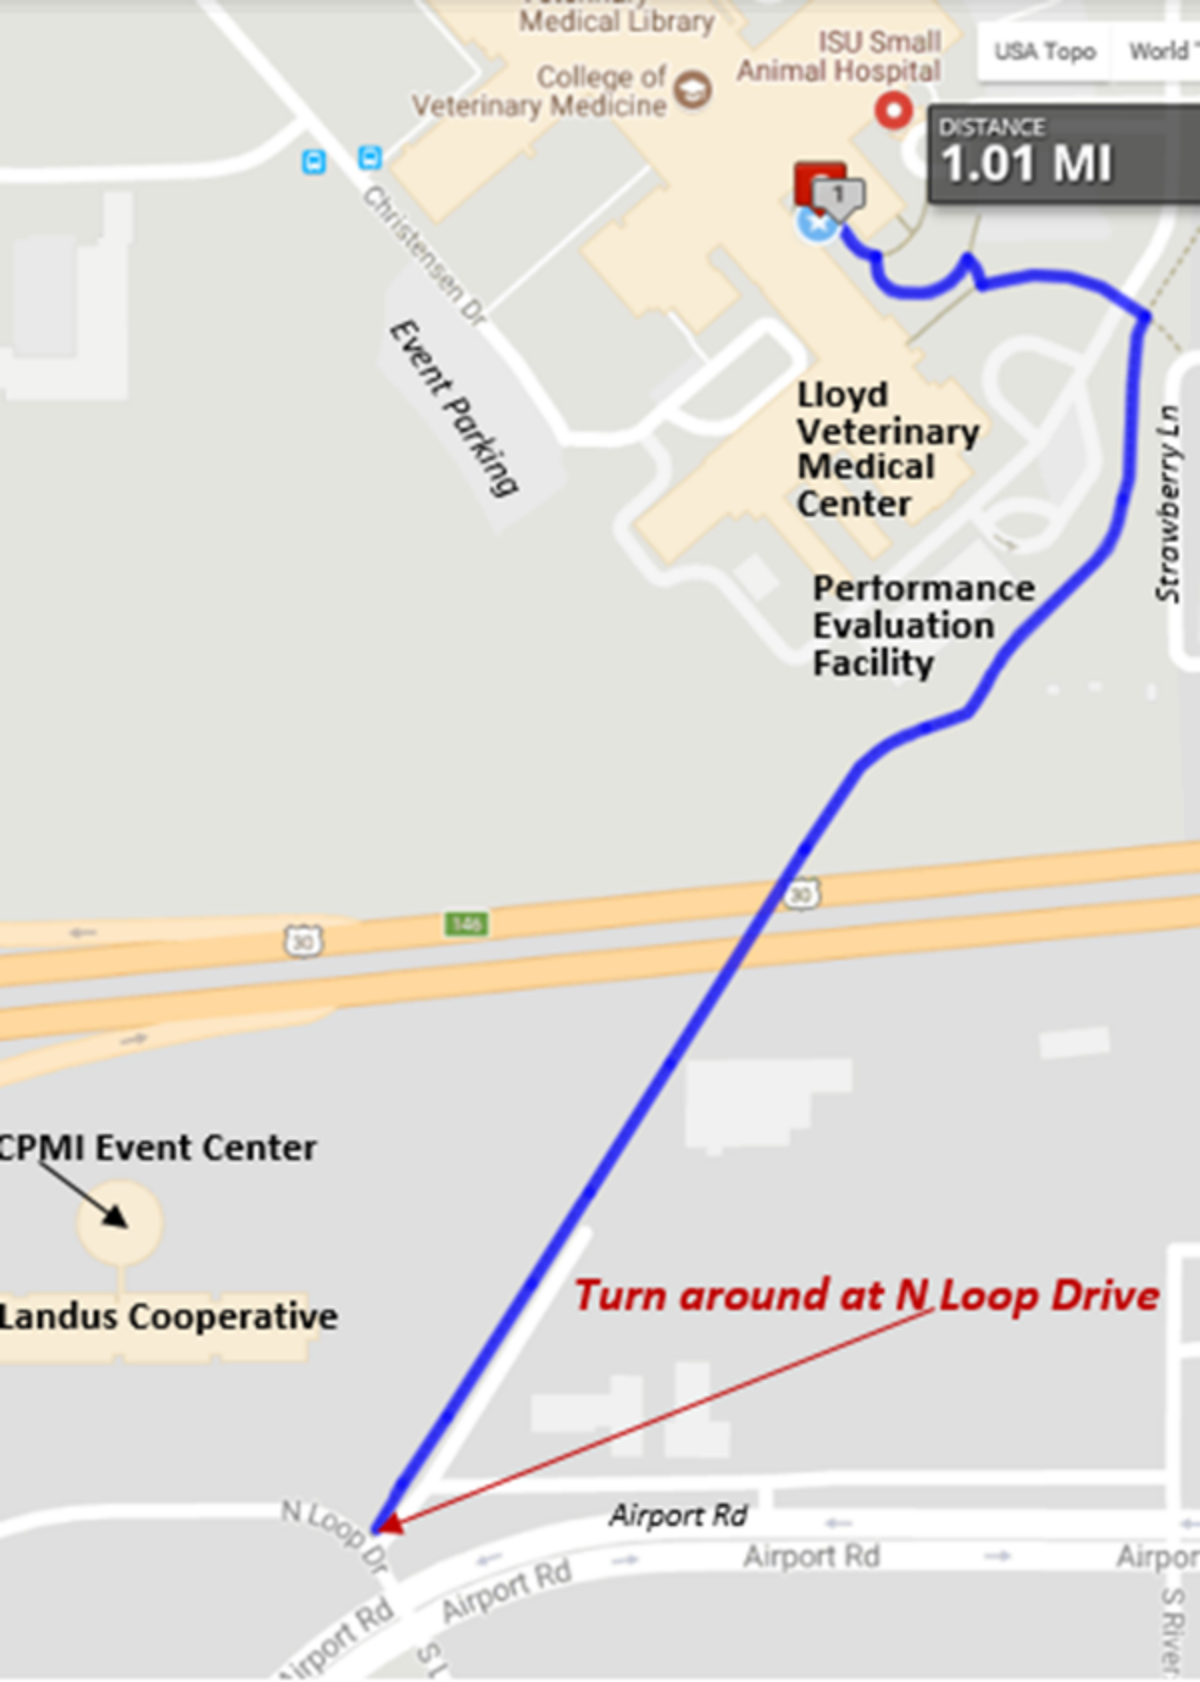 Medical Library
ISU Small
Animal Hospital
USA Topo
World
College of
Veterinary Medicine
DISTANCE
1.01 MI
1
Christensen Dr
Event Parking
Lloyd
Veterinary
Medical
Center
Strawberry Ln
Performance
Evaluation
Facility
30
146
30
CPMI Event Center
Turn around at N Loop Drive
Landus Cooperative
N Loop Dr
Airport Rd
Airport Rd
Airport Rd
Airport Rd
S River